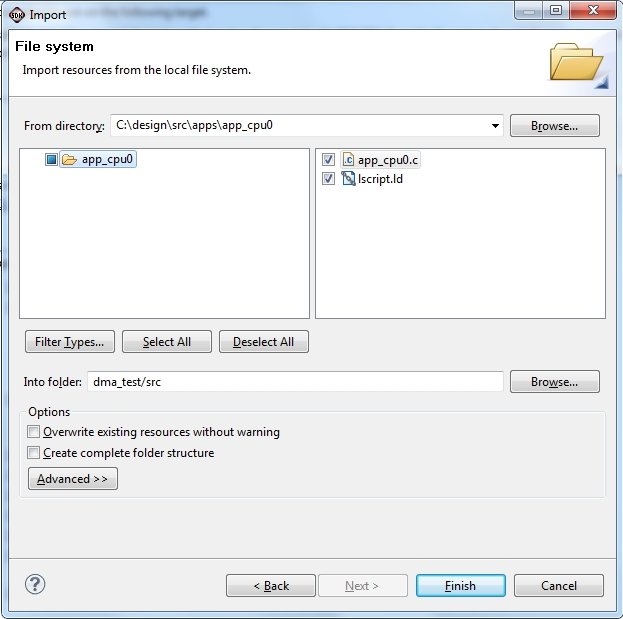 SDK Import
File system
Import resources from the local file system.
From directory: C:\design\src\apps\app_cpu0 Browse...
app_cpu0 app_cpu0.c
lscript.ld
Filter Types... Select All Deselect All
Into folder: dma_test/src Browse...
Options
Overwrite existing resources without warning
Create complete folder structure
Advanced >>
? < Back Next > Finish Cancel